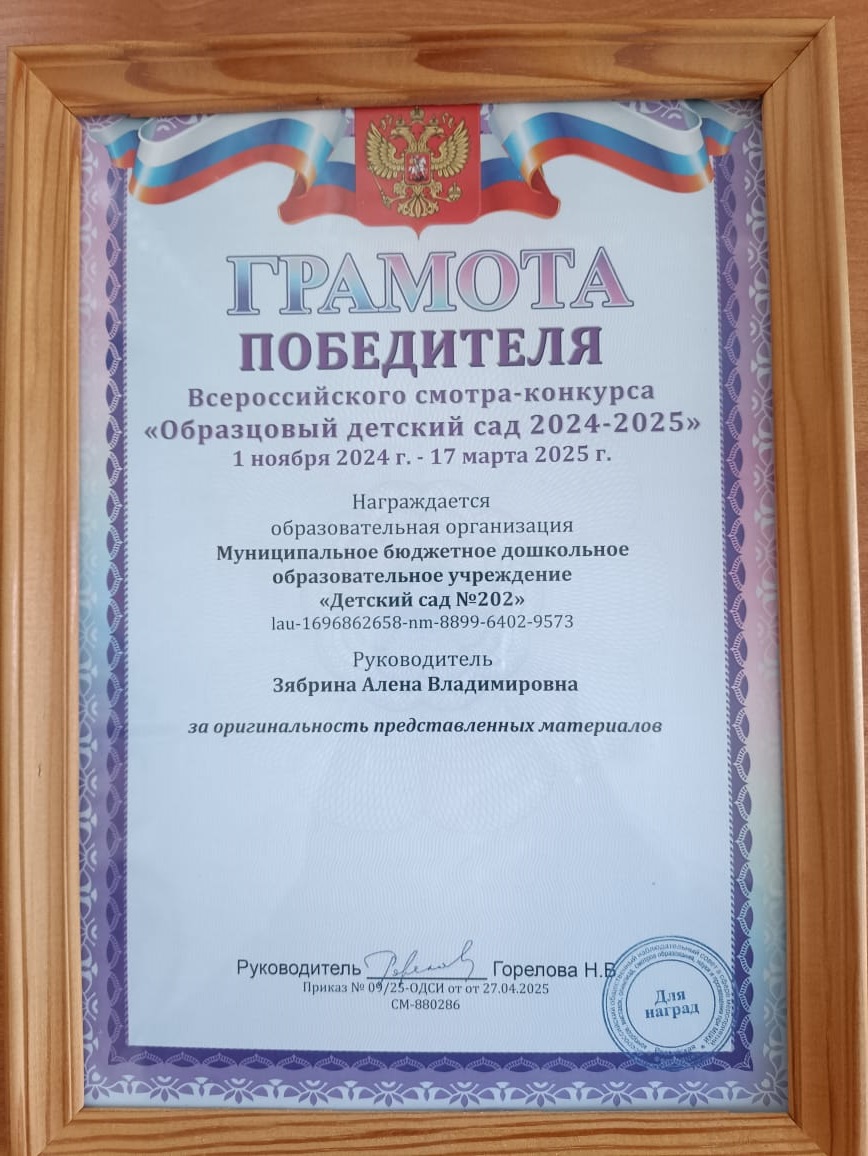 ГРАМОТА
ПОБЕДИТЕЛЯ
Всероссийского смотра-конкурса
«Образцовый детский сад 2024-2025»
1 ноября 2024 г. - 17 марта 2025 г.
Награждается
образовательная организация
Муниципальное бюджетное дошкольное
образовательное учреждение
«Детский сад №202»
lau-1696862658-nm-8899-6402-9573
Руководитель
Зябрина Алена Владимировна
за оригинальность представленных материалов
Руководитель Горелова Н.В
Приказ № 09/25-ОДСИ от от 27.04.2025
СМ-880286
Для
наград